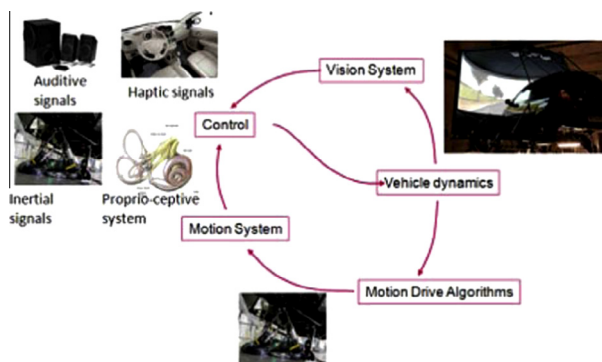 Auditive
signals
Haptic signals
Vision System
Control
Vehicle dynamics
Inertial
signals
Proprio-ceptive
system
Motion System
Motion Drive Algorithms